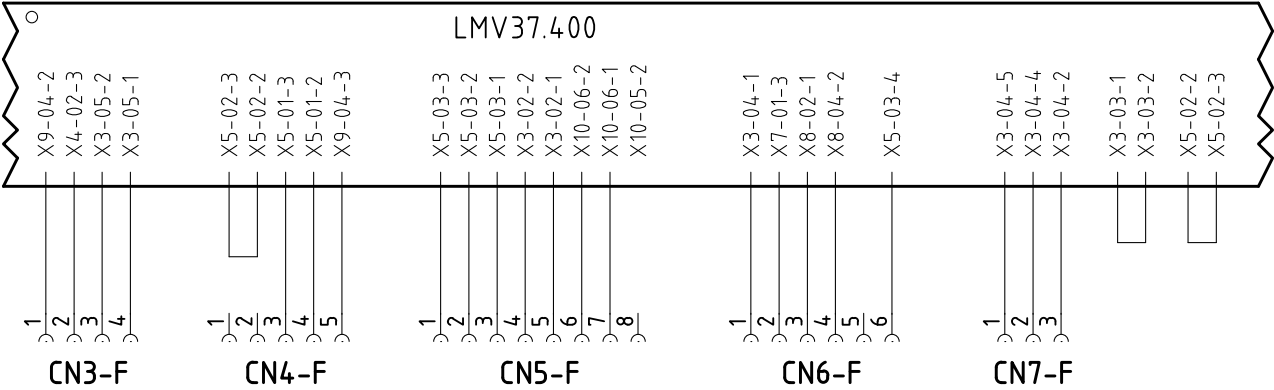 LMV37.400
X9-04-2 X4-02-3 X3-05-2 X3-05-1 X5-02-3 X5-02-2 X5-01-3 X5-01-2 X9-04-3 X5-03-3 X5-03-2 X5-03-1 X3-02-2 X3-02-1 X10-06-2 X10-06-1 X10-05-2 X3-04-1 X7-01-3 X8-02-1 X8-04-2 X5-03-4 X3-04-5 X3-04-4 X3-04-2 X3-03-1 X3-03-2 X5-02-2 X5-02-3
1 2 3 4 1 2 3 4 5 1 2 3 4 5 6 7 8 1 2 3 4 5 6 1 2 3
CN3-F CN4-F CN5-F CN6-F CN7-F